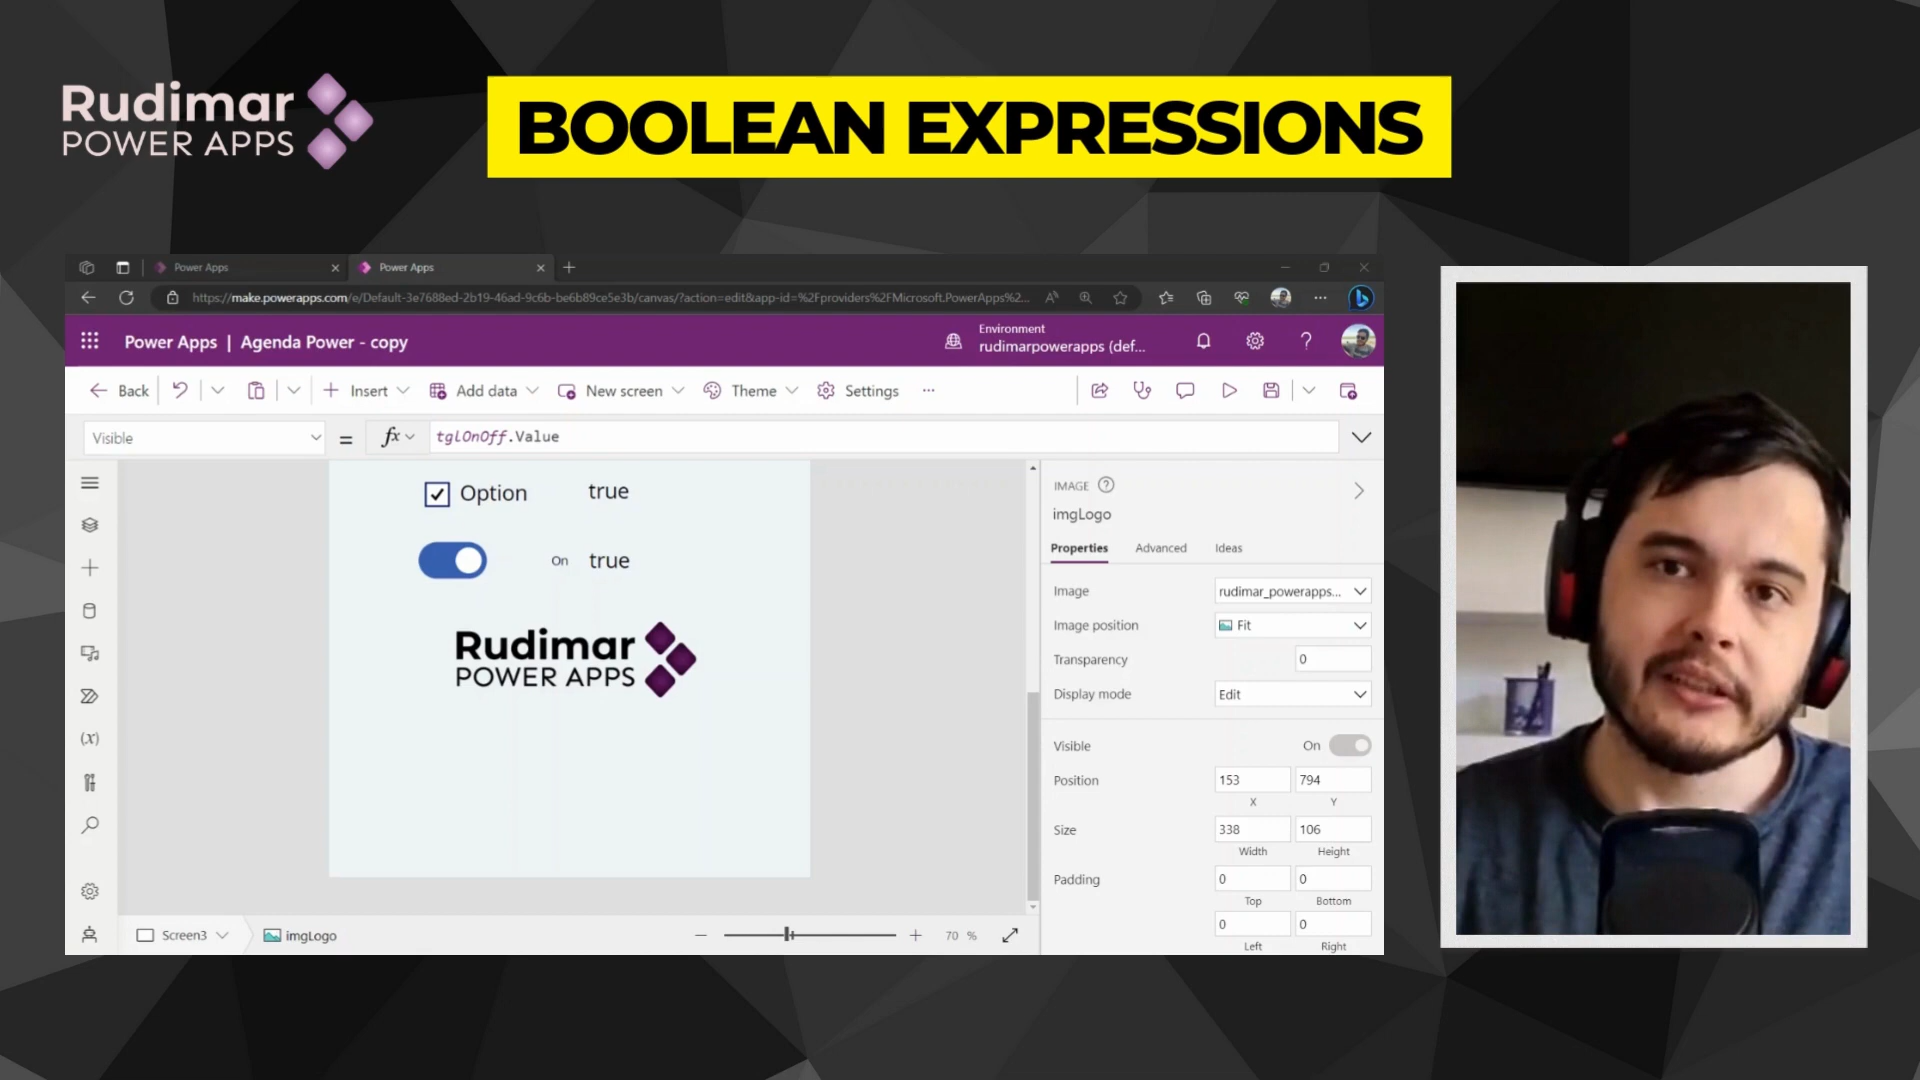 Rudimar
POWER APPS
BOOLEAN EXPRESSIONS
Power Apps
Power Apps
https://make.powerapps.com/e/Default-3e7688ed-2b19-46ad-9c6b-be6b89ce5e3b/canvas/?action=edit&app-id=%2Fproviders%2FMicrosoft.PowerApps%2...
Power Apps | Agenda Power - copy
Environment
rudimarpowerapps (def...
Back
Insert
Add data
New screen
Theme
Settings
...
Visible
=
fx
tglOnOff.Value
Option
true
On
true
Rudimar
POWER APPS
IMAGE
imgLogo
Properties
Advanced
Ideas
Image
rudimar_powerapps...
Image position
Fit
Transparency
0
Display mode
Edit
Visible
On
Position
153
794
X
Y
Size
338
106
Width
Height
Padding
0
0
Top
Bottom
0
0
Left
Right
(x)
Screen3
imgLogo
70 %